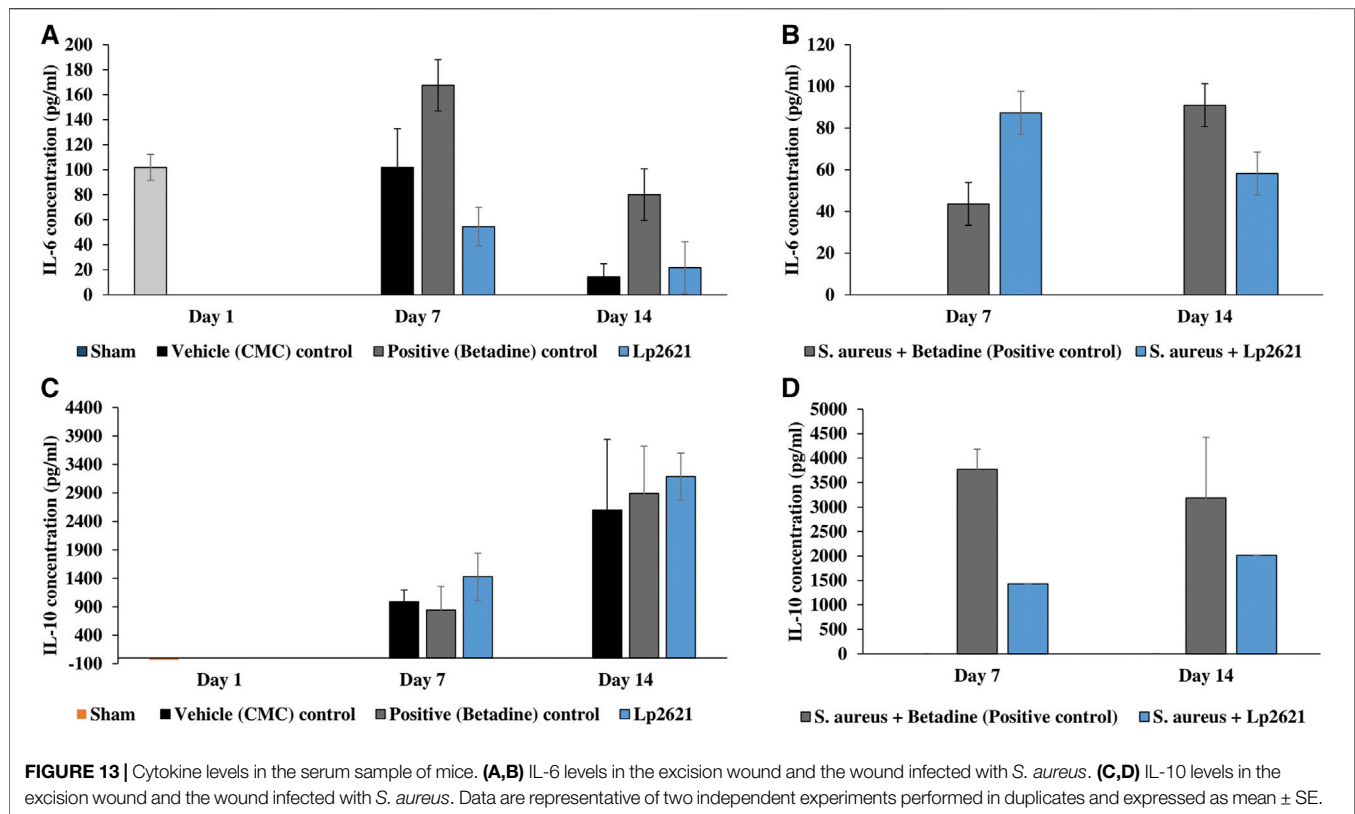 A
B
IL-6 concentration (pg/ml)
200
180
160
140
120
100
80
60
40
20
0
Day 1 Day 7 Day 14
Sham Vehicle (CMC) control Positive (Betadine) control Lp2621
IL-6 concentration (pg/ml)
120
100
80
60
40
20
0
Day 7 Day 14
S. aureus + Betadine (Positive control) S. aureus + Lp2621
C
D
IL-10 concentration (pg/ml)
4400
3900
3400
2900
2400
1900
1400
900
400
-100
Day 1 Day 7 Day 14
Sham Vehicle (CMC) control Positive (Betadine) control Lp2621
IL-10 concentration (pg/ml)
5000
4500
4000
3500
3000
2500
2000
1500
1000
500
0
Day 7 Day 14
S. aureus + Betadine (Positive control) S. aureus + Lp2621
FIGURE 13 | Cytokine levels in the serum sample of mice. (A,B) IL-6 levels in the excision wound and the wound infected with S. aureus. (C,D) IL-10 levels in the
excision wound and the wound infected with S. aureus. Data are representative of two independent experiments performed in duplicates and expressed as mean ± SE.